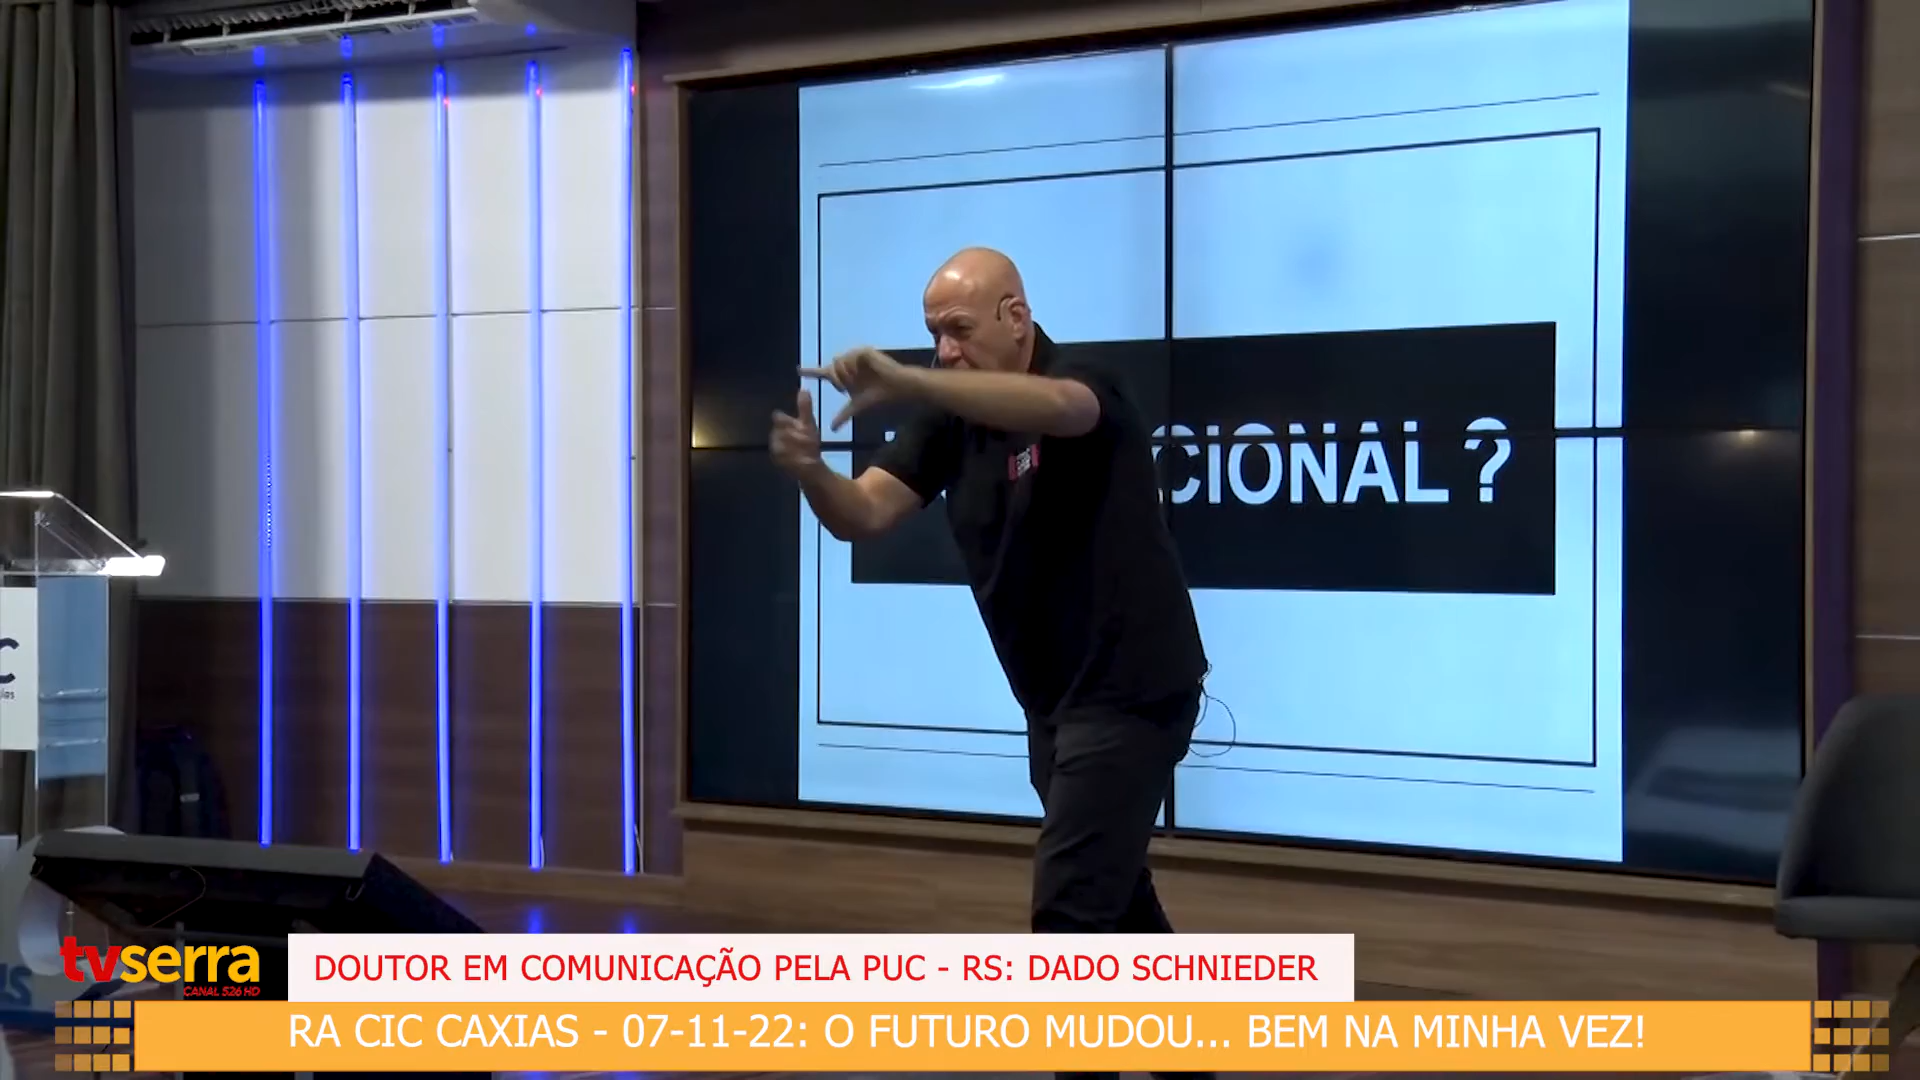 CIONAL?
C
tvserra
CANAL 526 HD
DOUTOR EM COMUNICAÇÃO PELA PUC - RS: DADO SCHNIEDER
RA CIC CAXIAS - 07-11-22: O FUTURO MUDOU... BEM NA MINHA VEZ!